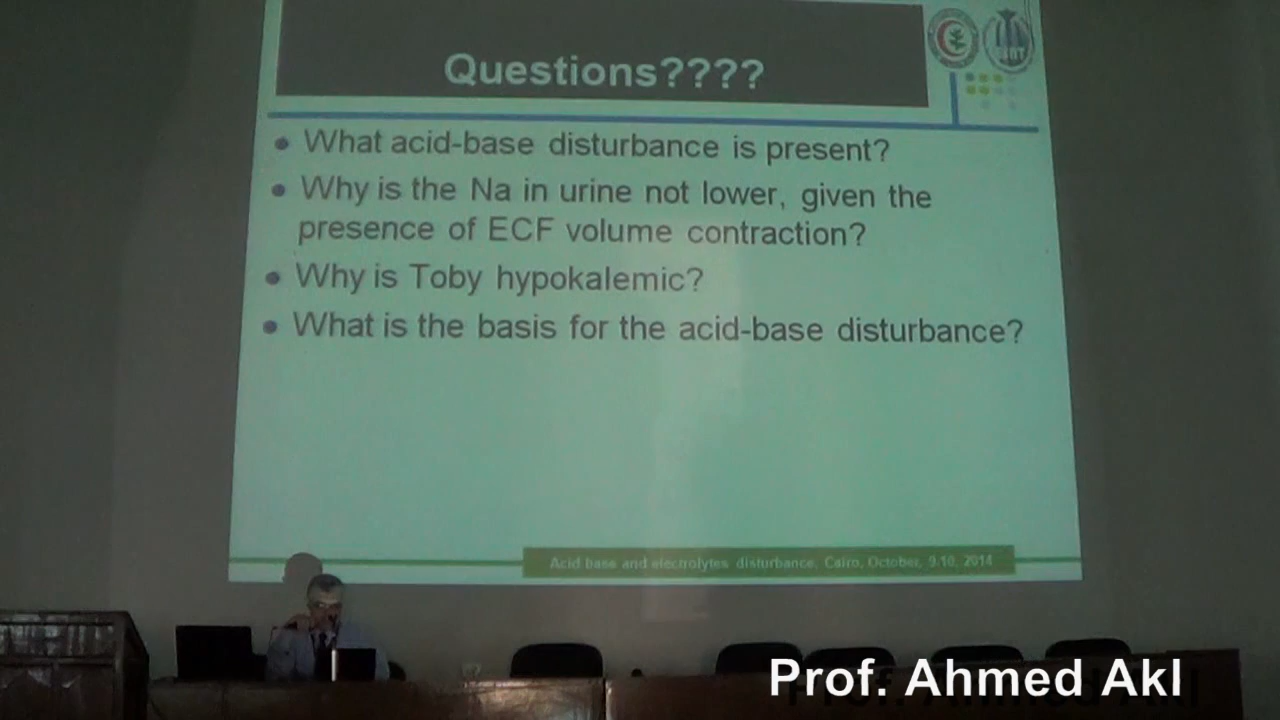 Questions????
• What acid-base disturbance is present?
• Why is the Na in urine not lower, given the
presence of ECF volume contraction?
• Why is Toby hypokalemic?
• What is the basis for the acid-base disturbance?
Acid base and electrolytes disturbance, Cairo, October, 9-10, 2014
Prof. Ahmed Akl